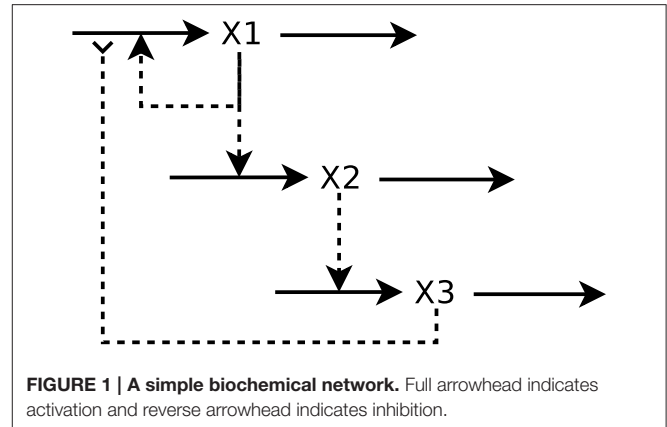 X1
X2
X3
FIGURE 1 | A simple biochemical network. Full arrowhead indicates
activation and reverse arrowhead indicates inhibition.